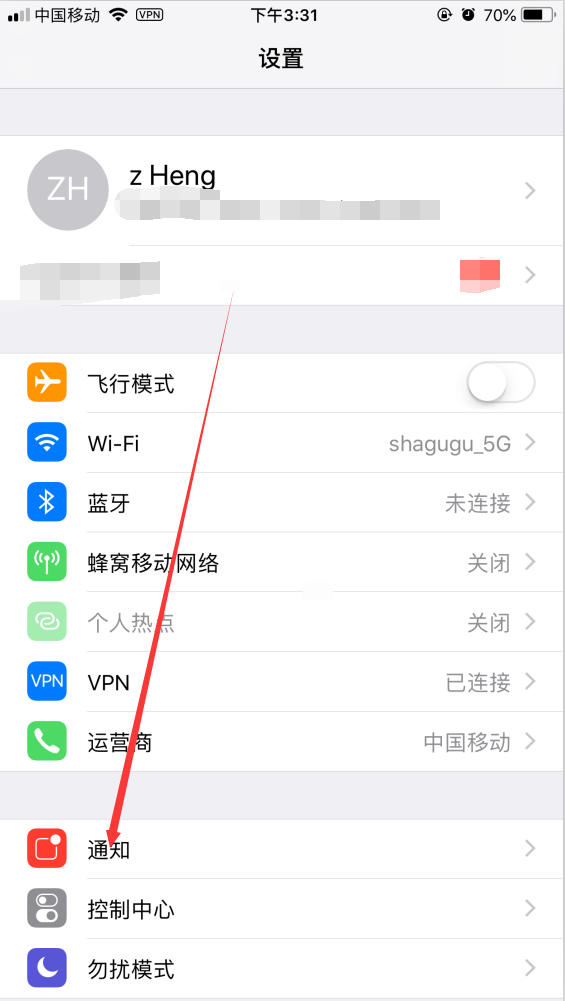 中国移动 VPN 下午3:31 70%
设置
ZH z Heng
飞行模式
Wi-Fi shagugu_5G
蓝牙 未连接
蜂窝移动网络 关闭
个人热点 关闭
VPN VPN 已连接
运营商 中国移动
通知
控制中心
勿扰模式